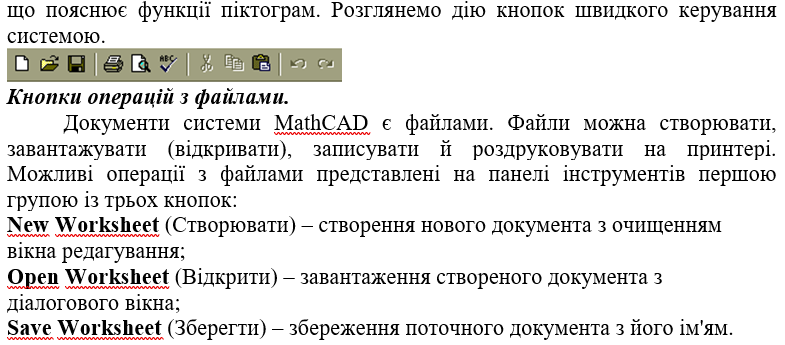 що пояснює функції піктограм. Розглянемо дію кнопок швидкого керування
системою.
ABC
Кнопки операцій з файлами.
Документи системи MathCAD є файлами. Файли можна створювати,
завантажувати (відкривати), записувати й роздруковувати на принтері.
Можливі операції з файлами представлені на панелі інструментів першою
групою із трьох кнопок:
New Worksheet (Створювати) – створення нового документа з очищенням
вікна редагування;
Open Worksheet (Відкрити) – завантаження створеного документа з
діалогового вікна;
Save Worksheet (Зберегти) – збереження поточного документа з його ім'ям.